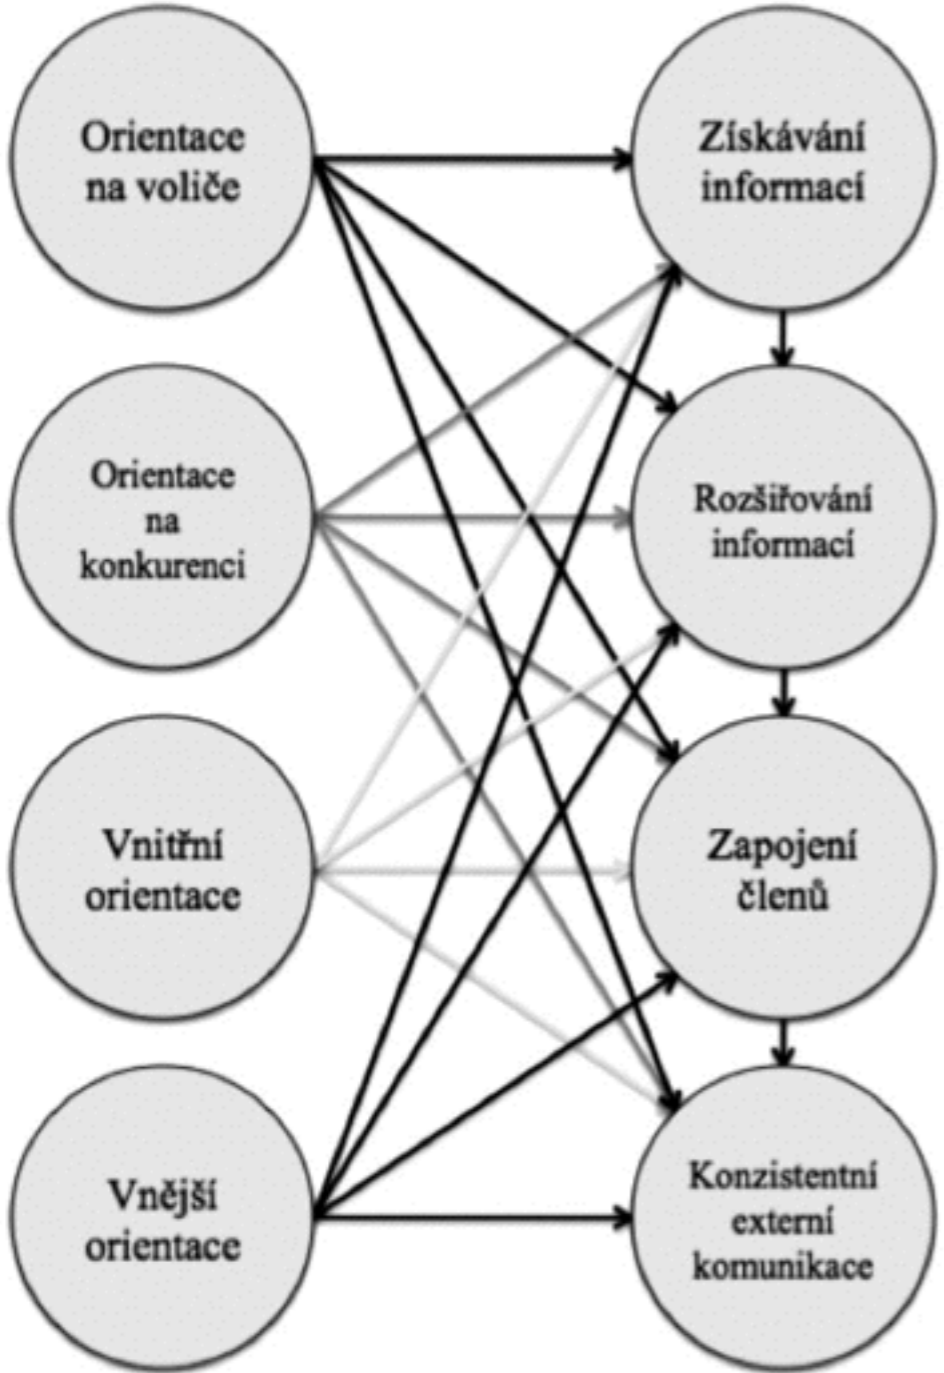 Orientace
na voliče
Získávání
informací
Orientace
na
konkurenci
Rozšiřování
informací
Vnitřní
orientace
Zapojení
členů
Vnější
orientace
Konzistentní
externí
komunikace